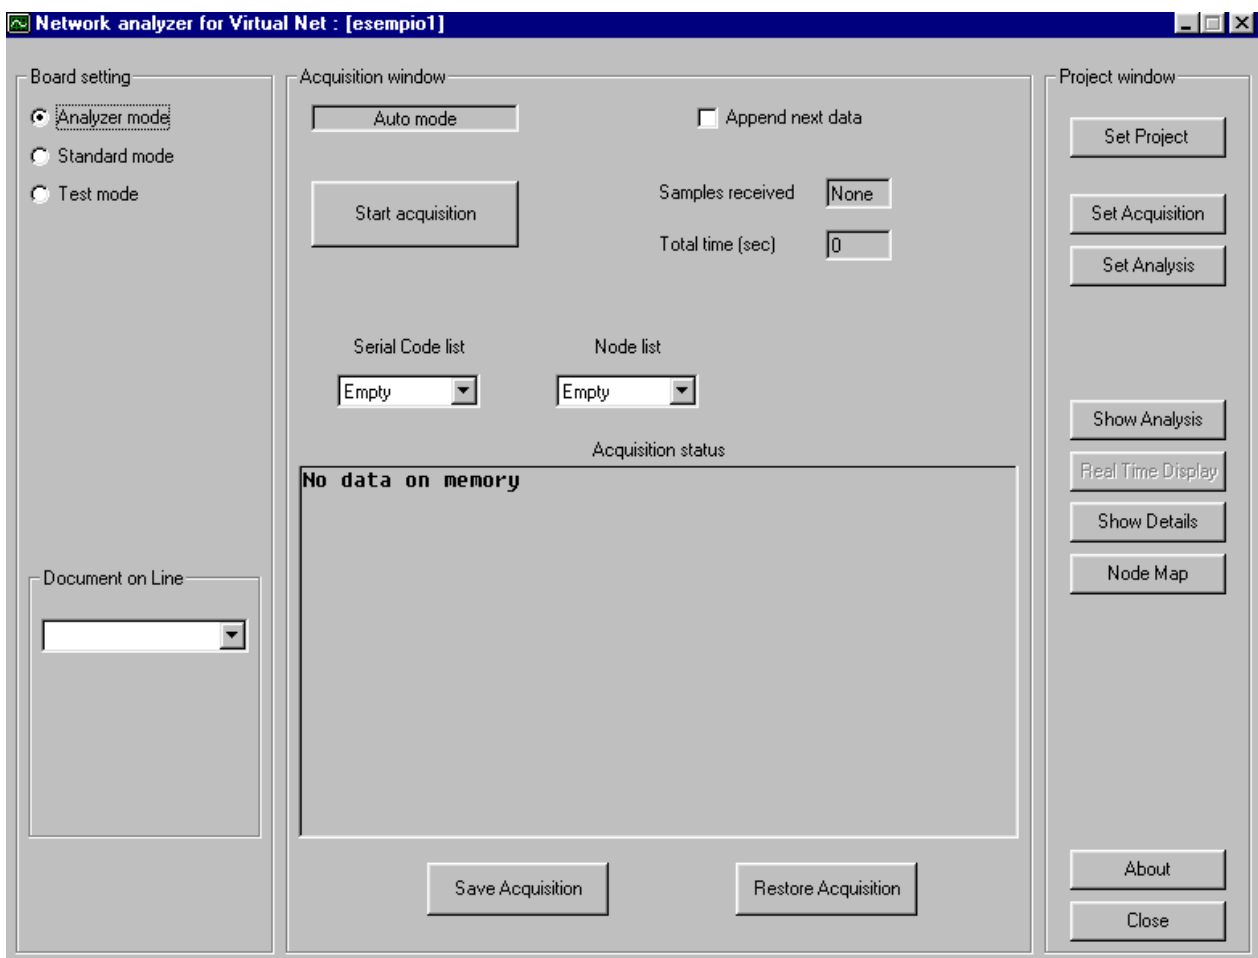 Network analyzer for Virtual Net : [esempio1]
Board setting
Analyzer mode
Standard mode
Test mode
Document on Line
Acquisition window
Auto mode
Append next data
Start acquisition
Samples received
None
Total time (sec)
0
Serial Code list
Node list
Empty
Empty
Acquisition status
No data on memory
Save Acquisition
Restore Acquisition
Project window
Set Project
Set Acquisition
Set Analysis
Show Analysis
Real Time Display
Show Details
Node Map
About
Close